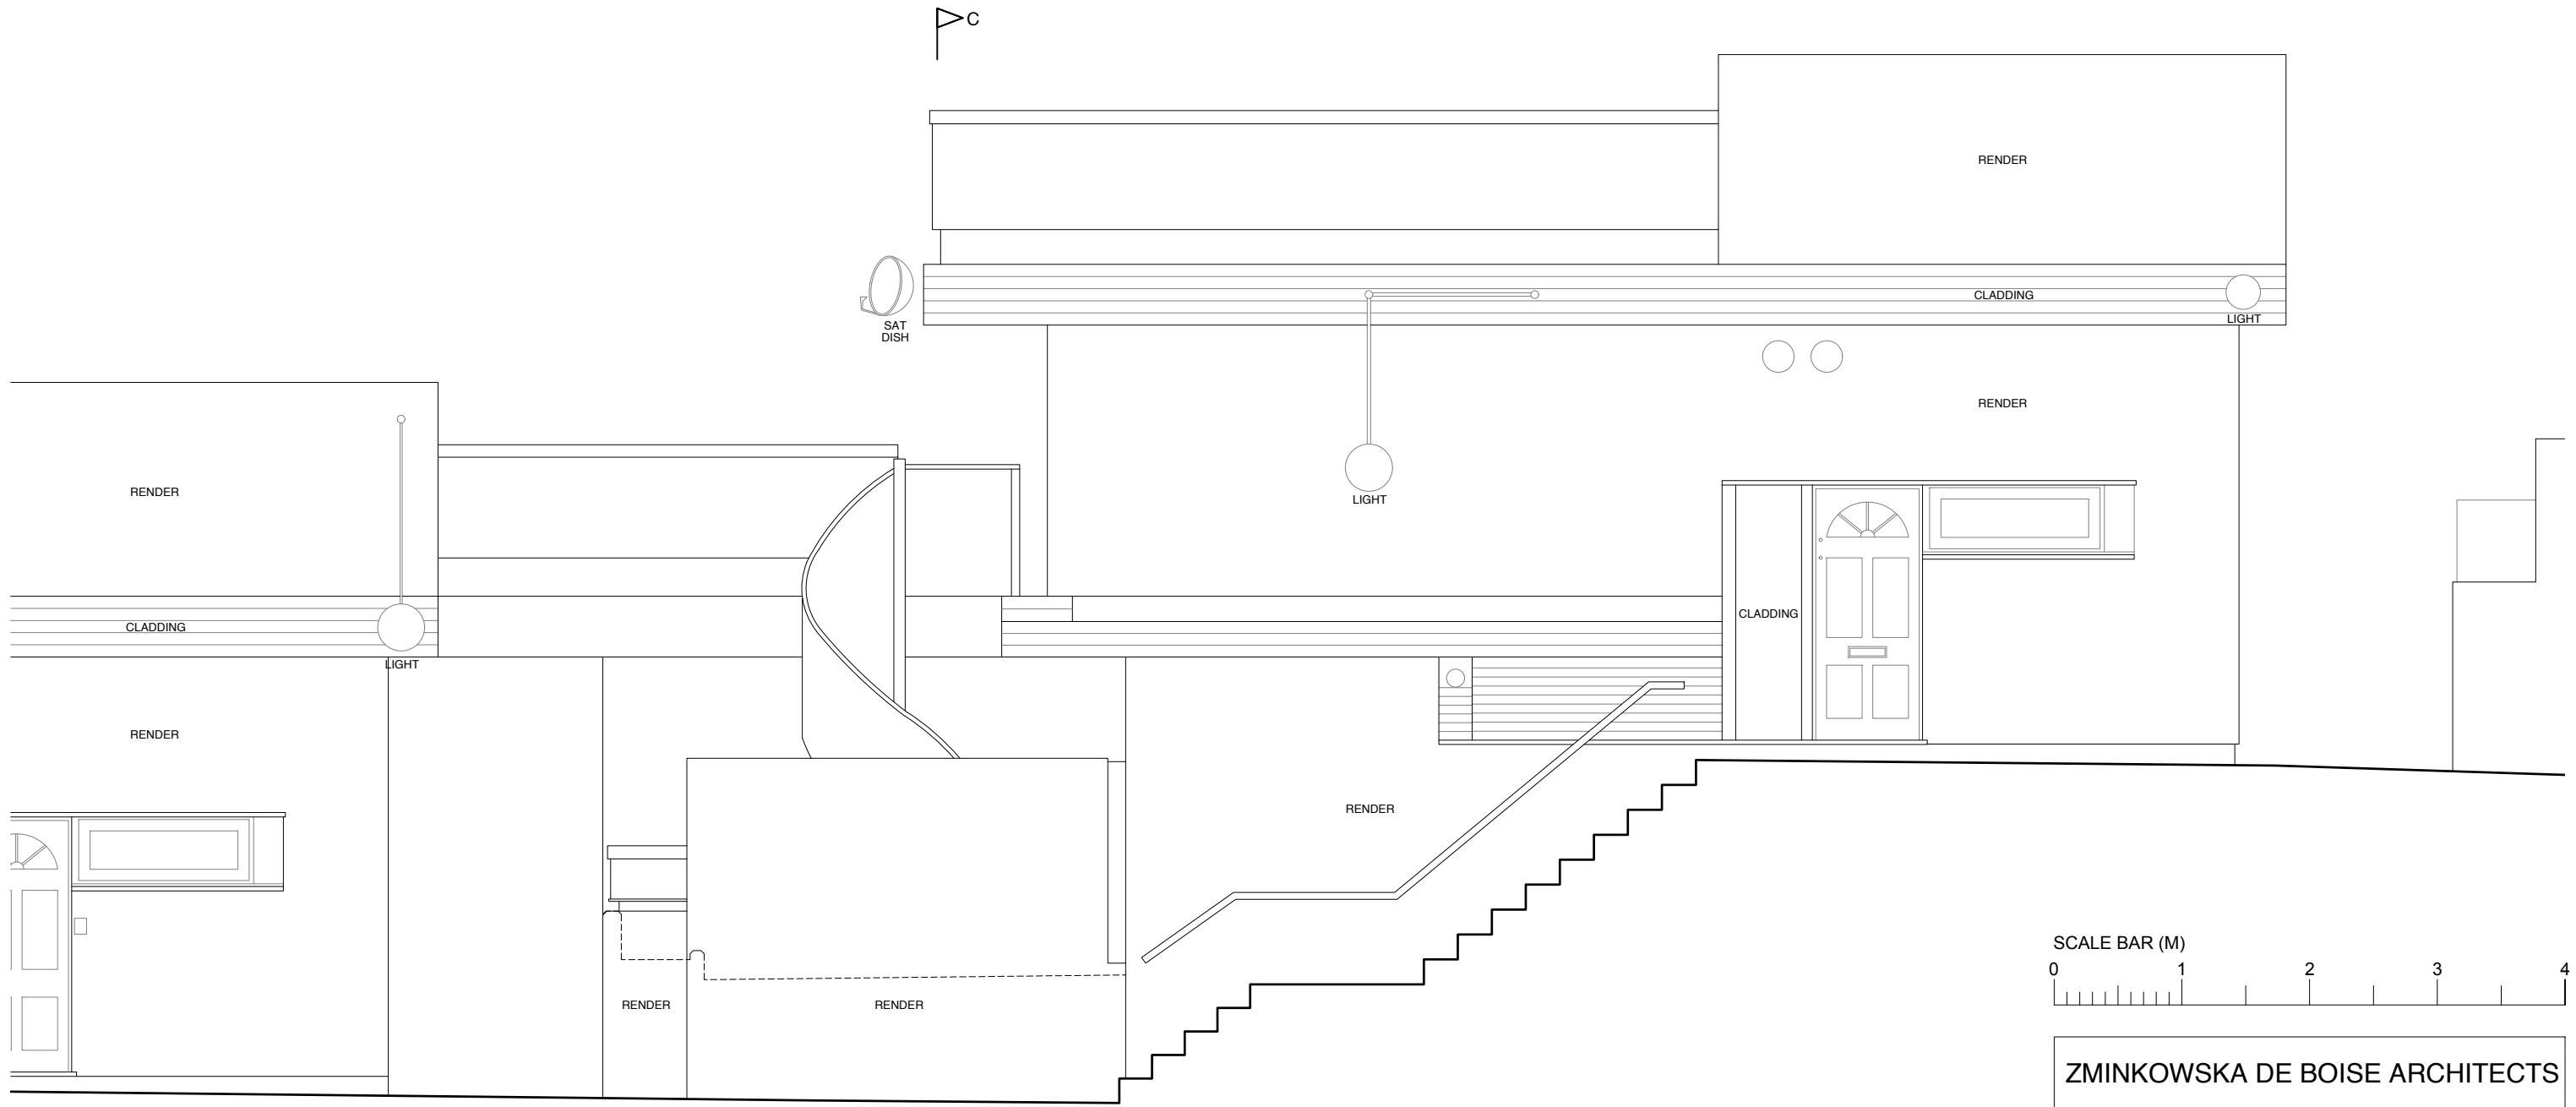 C
RENDER
CLADDING
LIGHT
SAT
DISH
RENDER
RENDER
LIGHT
CLADDING
CLADDING
LIGHT
RENDER
RENDER
RENDER
RENDER
SCALE BAR (M)
0 1 2 3 4
ZMINKOWSKA DE BOISE ARCHITECTS